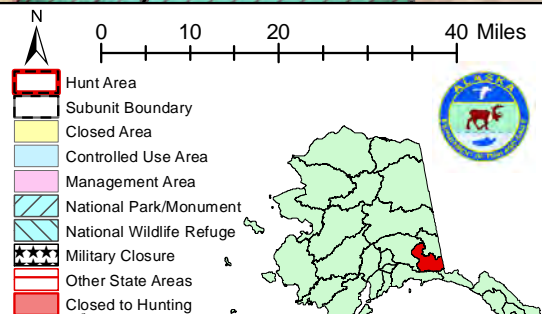 N
0 10 20 40 Miles
Hunt Area
Subunit Boundary
Closed Area
Controlled Use Area
Management Area
National Park/Monument
National Wildlife Refuge
Military Closure
Other State Areas
Closed to Hunting
ALASKA